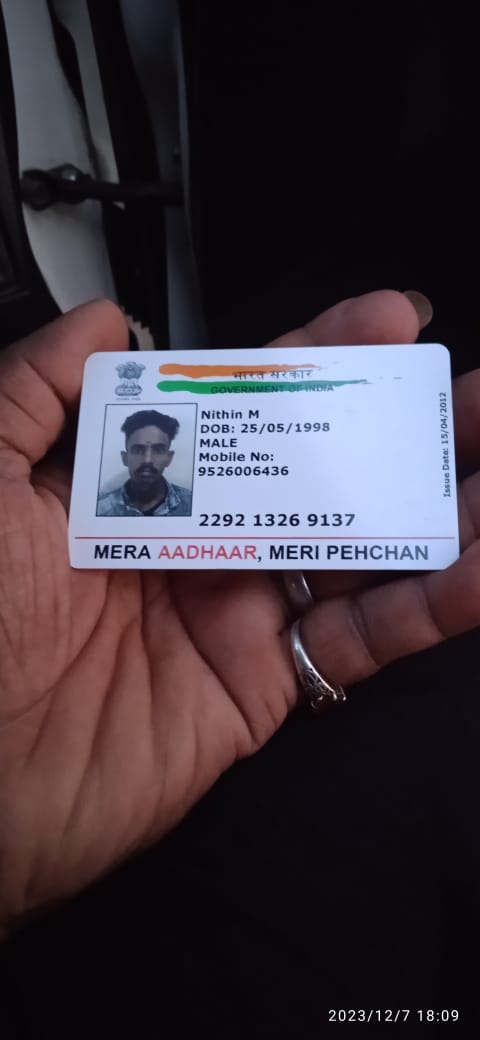 भारत सरकार
GOVERNMENT OF INDIA
Nithin M
DOB: 25/05/1998
MALE
Mobile No:
9526006436
2292 1326 9137
MERA AADHAAR, MERI PEHCHAN
Issue Date: 15/04/2012
2023/12/7 18:09